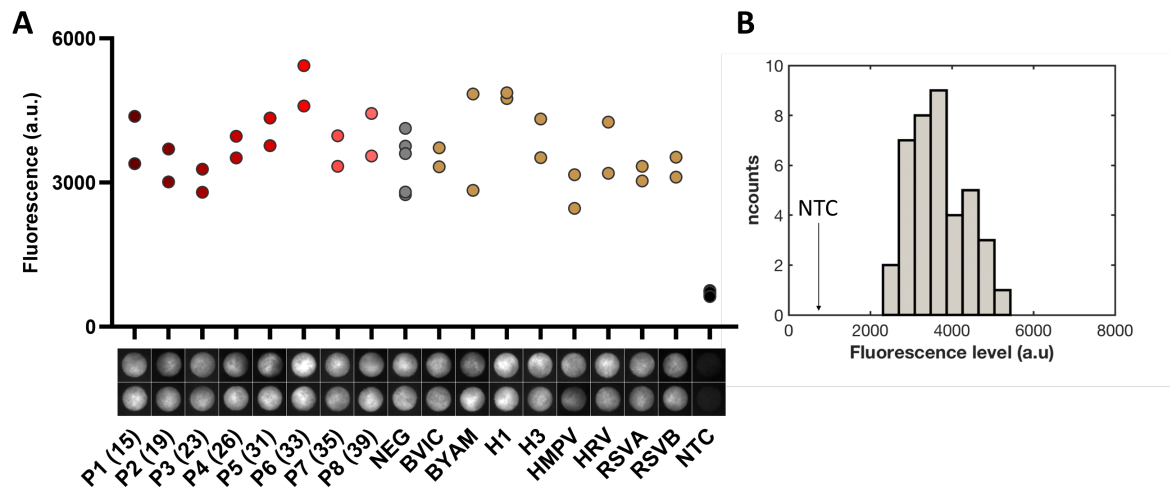 A
6000
3000
0
Fluorescence (a.u.)
P1 (15)
P2 (19)
P3 (23)
P4 (26)
P5 (31)
P6 (33)
P7 (35)
P8 (39)
NEG
BVIC
BYAM
H1
H3
HMPV
HRV
RSVA
RSVB
NTC
B
10
8
6
4
2
0
ncounts
NTC
0 2000 4000 6000 8000
Fluorescence level (a.u)